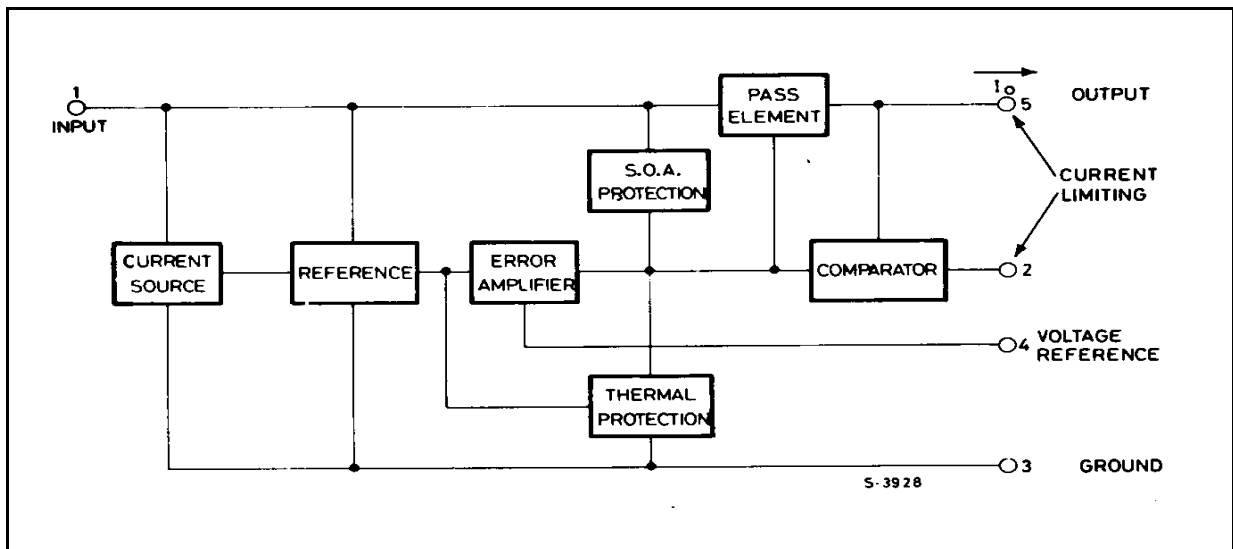 1
INPUT
PASS
ELEMENT
Io
5
OUTPUT
S.O.A.
PROTECTION
CURRENT
LIMITING
CURRENT
SOURCE
REFERENCE
ERROR
AMPLIFIER
COMPARATOR
2
4
VOLTAGE
REFERENCE
THERMAL
PROTECTION
3
GROUND
S-3928